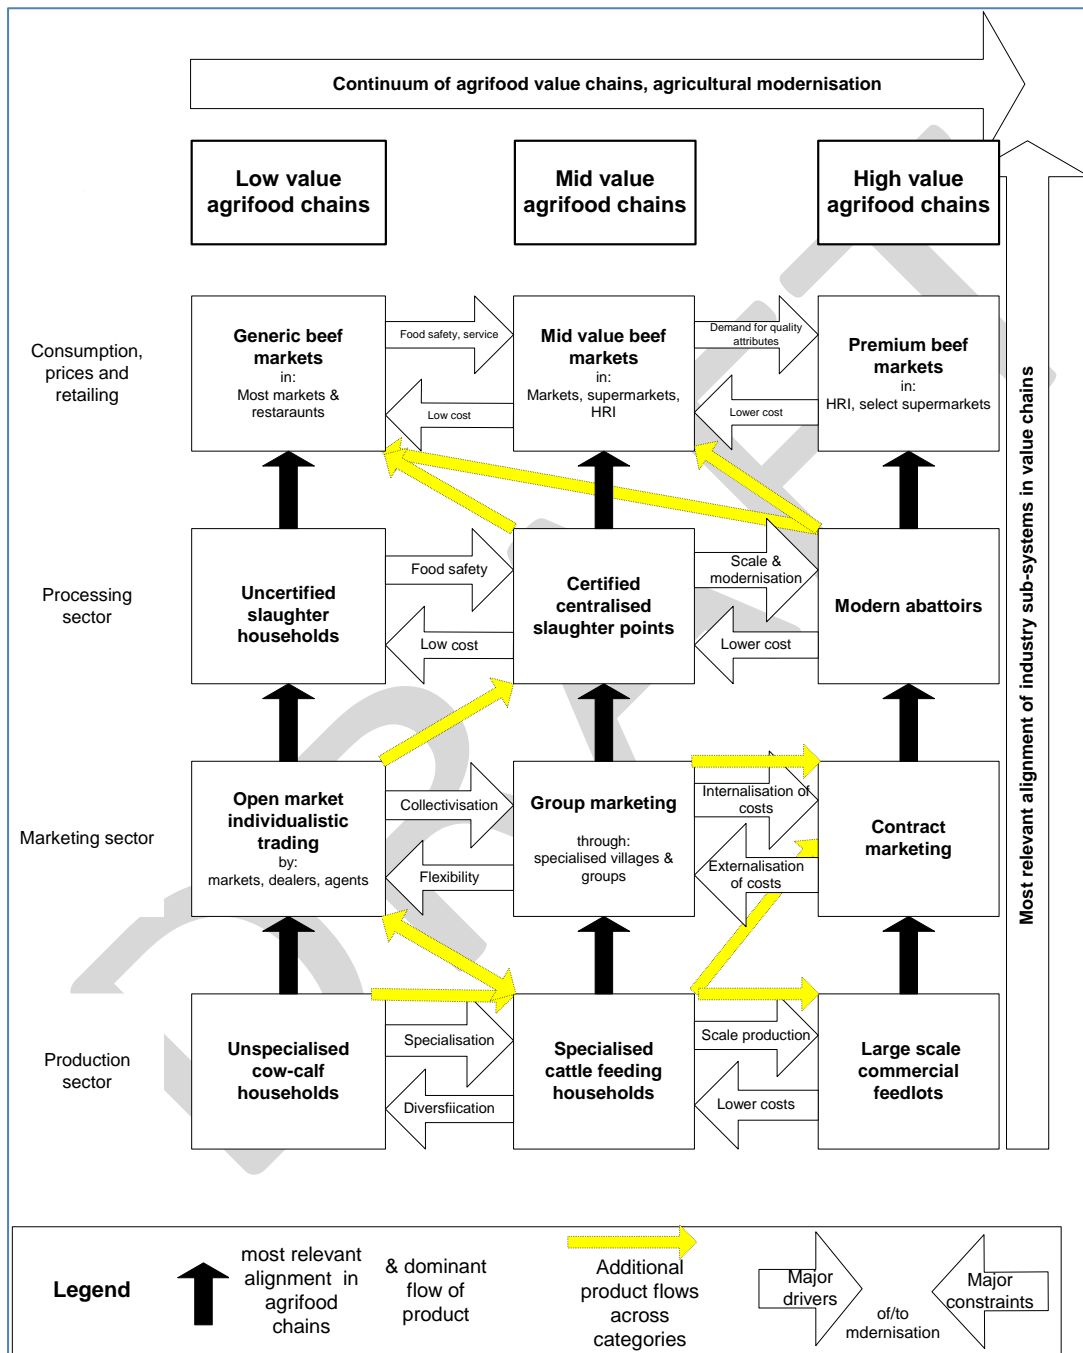 Continuum of agrifood value chains, agricultural modernisation
Low value
agrifood chains
Mid value
agrifood chains
High value
agrifood chains
Most relevant alignment of industry sub-systems in value chains
Consumption,
prices and
retailing
Generic beef
markets
in:
Most markets &
restaraunts
Food safety, service
Low cost
Mid value beef
markets
in:
Markets, supermarkets,
HRI
Demand for quality
attributes
Lower cost
Premium beef
markets
in:
HRI, select supermarkets
Processing
sector
Uncertified
slaughter
households
Food safety
Low cost
Certified
centralised
slaughter points
Scale &
modernisation
Lower cost
Modern abattoirs
Marketing sector
Open market
individualistic
trading
by:
markets, dealers, agents
Collectivisation
Flexibility
Group marketing
through:
specialised villages &
groups
Internalisation of
costs
Externalisation
of costs
Contract
marketing
Production
sector
Unspecialised
cow-calf
households
Specialisation
Diversfiication
Specialised
cattle feeding
households
Scale production
Lower costs
Large scale
commercial
feedlots
DRAFT
Legend
most relevant
alignment in
agrifood
chains
& dominant
flow of
product
Additional
product flows
across
categories
Major
drivers
of/to
mdernisation
Major
constraints